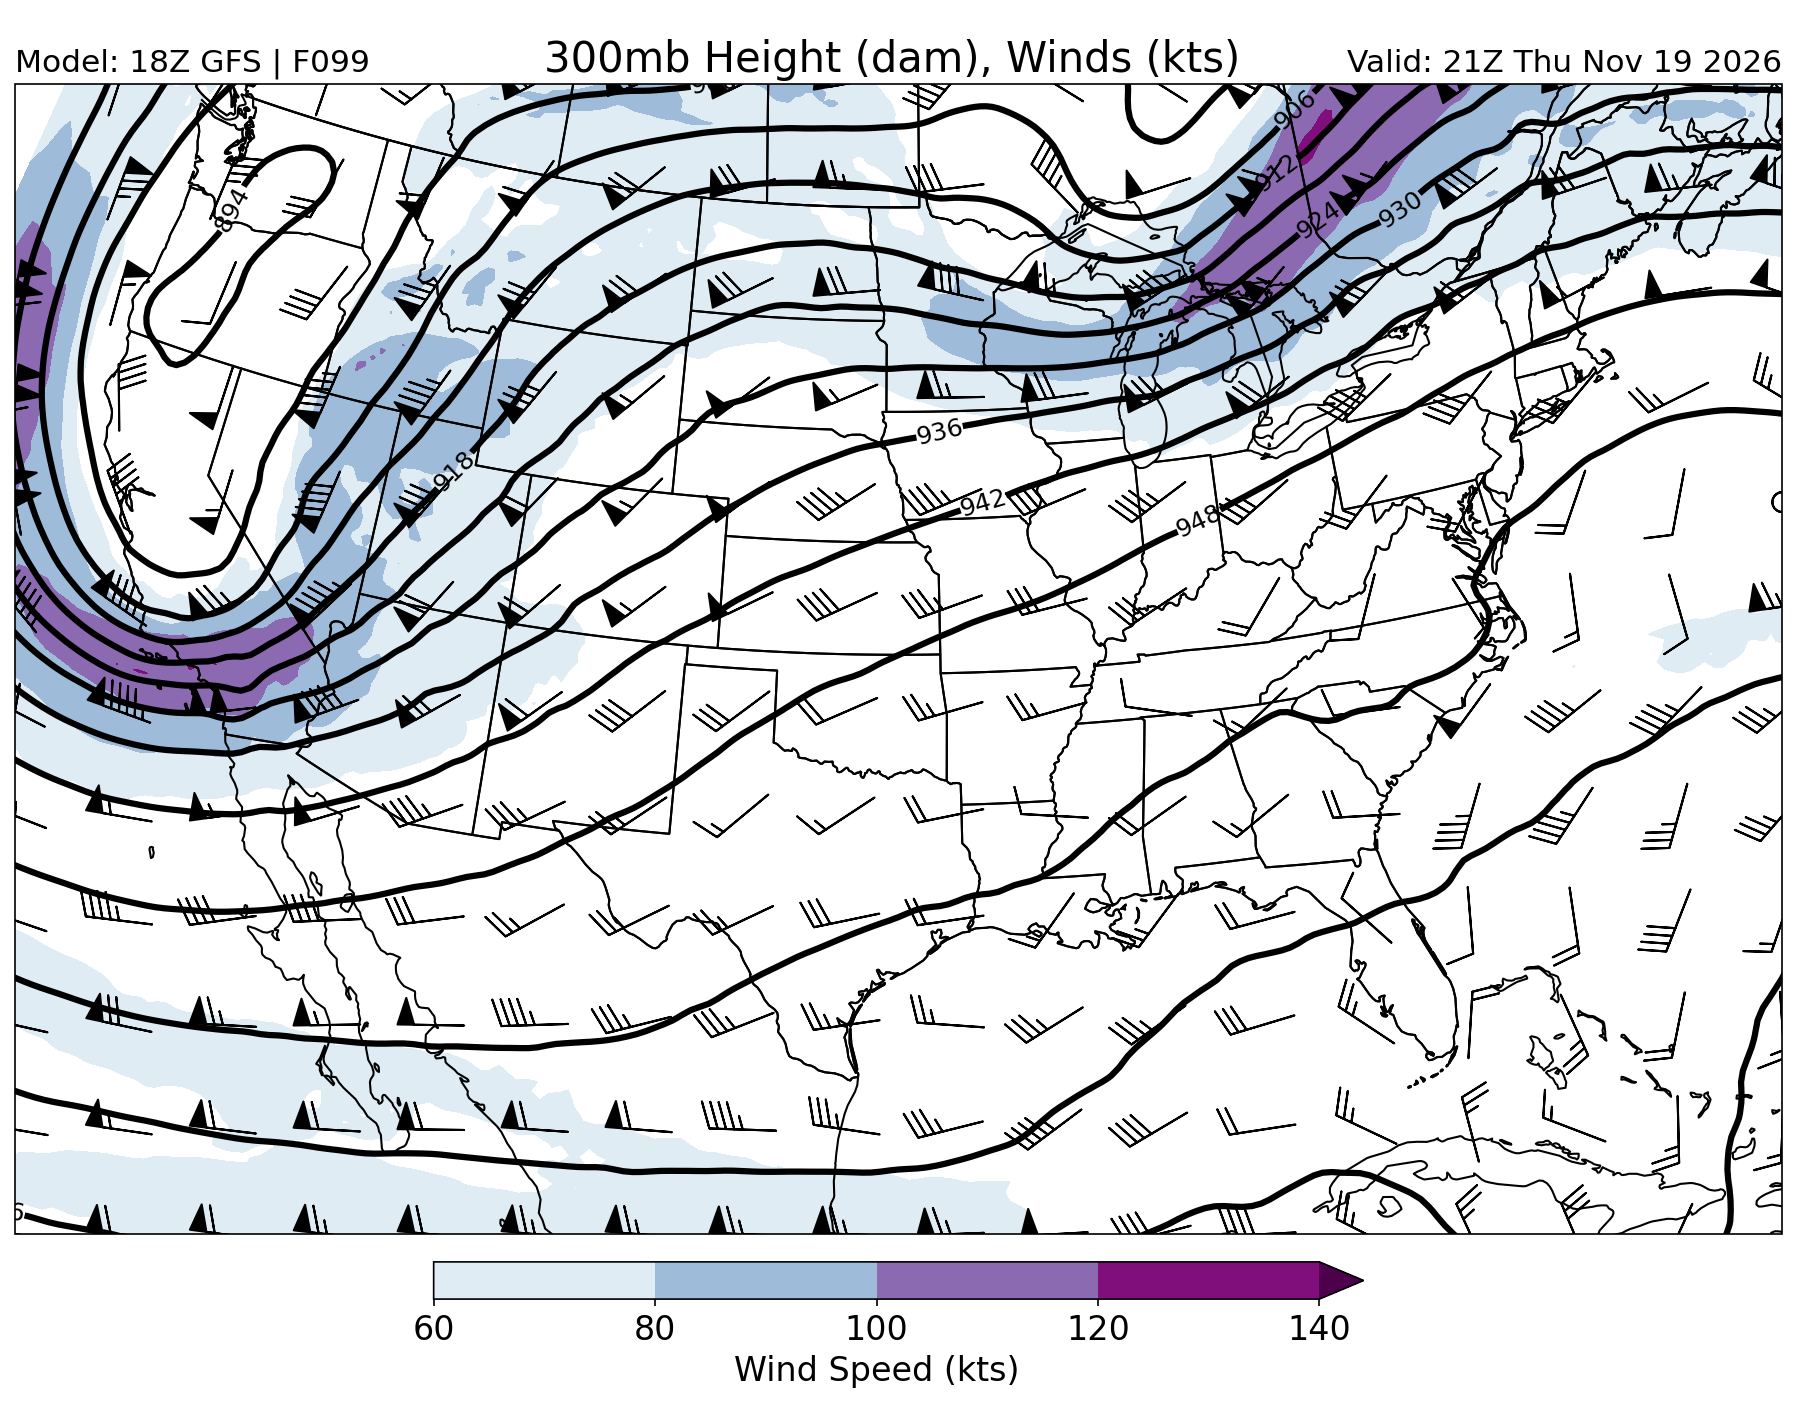 Model: 18Z GFS | F099
300mb Height (dam), Winds (kts)
Valid: 21Z Thu Nov 19 2026
906
912
894
924
930
936
918
942
948
60 80 100 120 140
Wind Speed (kts)